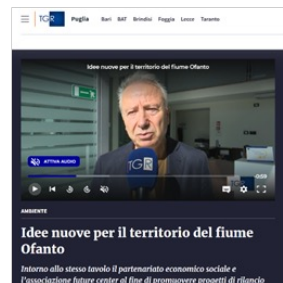 TGR Puglia Bari BAT Brindisi Foggia Lecce Taranto
Idee nuove per il territorio del fiume Ofanto
TGR
ATTIVA AUDIO
AMBIENTE
Idee nuove per il territorio del fiume
Ofanto
Intorno allo stesso tavolo il partenariato economico sociale e
l'associazione future center al fine di promuovere progetti di rilancio